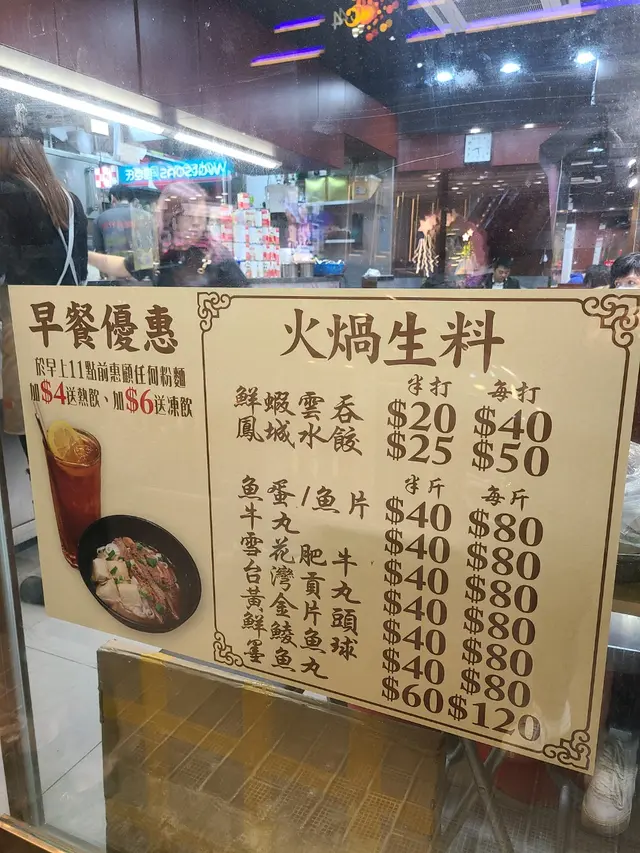 早餐優惠
於早上11點前惠顧任何粉麵
加$4送熱飲、加$6送凍飲
火煱生料
半打 每打
鮮蝦雲吞 $20 $40
鳳城水餃 $25 $50
半斤 每斤
魚蛋/魚片 $40 $80
牛丸 $40 $80
雪花肥牛 $40 $80
台灣貢丸 $40 $80
黃金片頭 $40 $80
鮮鯪魚球 $40 $80
魚丸 $60 $120